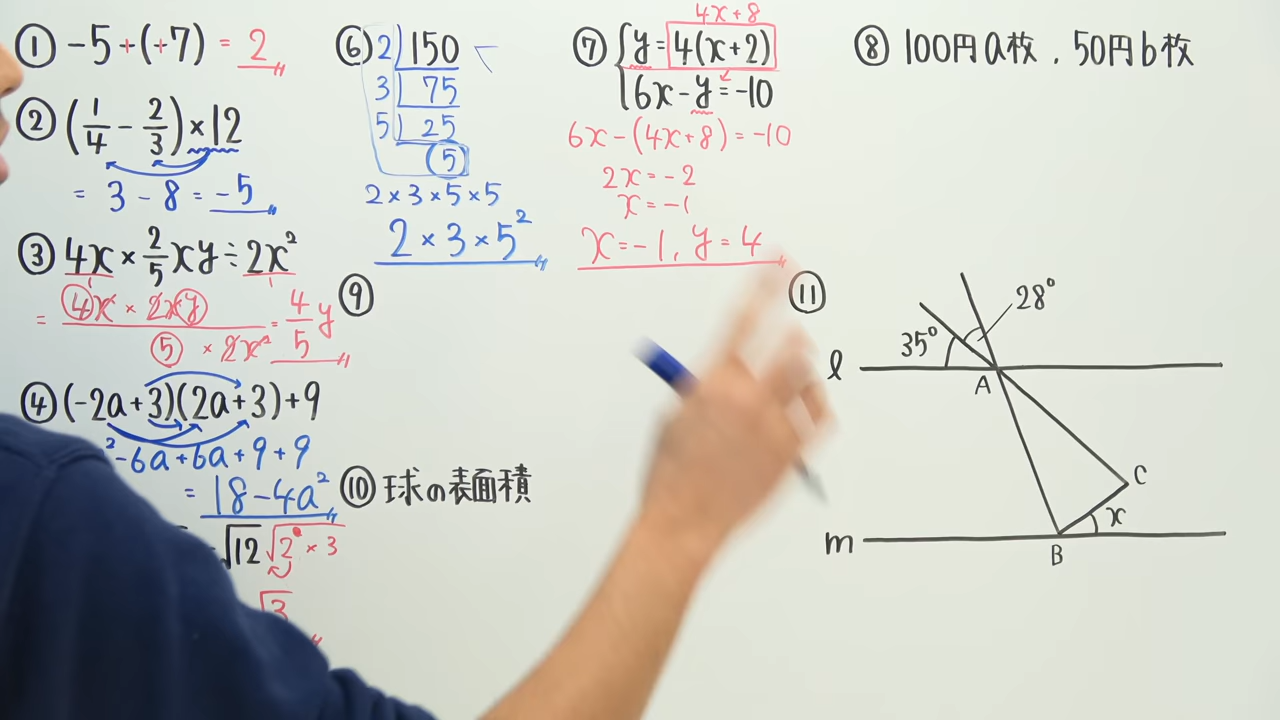 ① -5+(+7) = 2
② (1/4 - 2/3)×12
= 3 - 8 = -5
③ 4x × 2/5 xy ÷ 2x²
= 4x × 2xy / 5 × 2x² = 4/5 y
④ (-2a+3)(2a+3)+9
² -6a+6a+9+9
= 18-4a²
√12 √2² × 3
√3
⑥ 2) 150
3 75
5 25
5
2×3×5×5
2×3×5²
⑦ { y = 4(x+2) 4x+8
6x-y = -10
6x-(4x+8) = -10
2x = -2
x = -1
x = -1, y = 4
⑧ 100円a枚, 50円b枚
⑨
⑩ 球の表面積
⑪
28°
35°
l
A
C
x
m
B